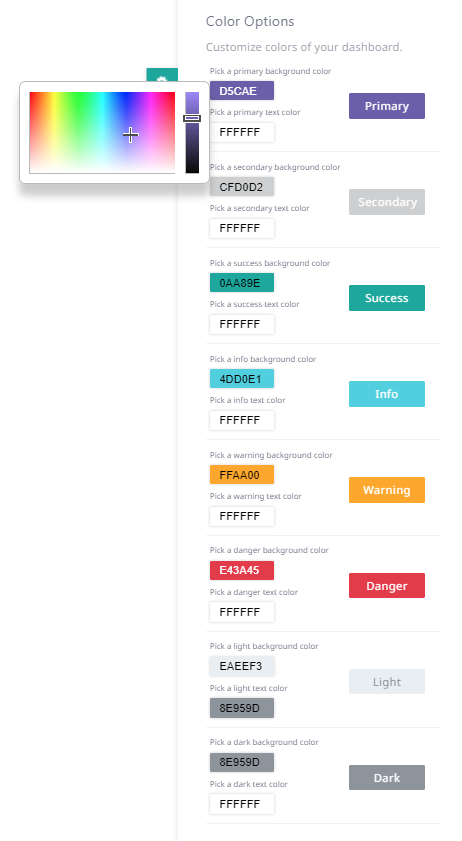 Color Options
Customize colors of your dashboard.
Pick a primary background color
D5CAE
Primary
Pick a primary text color
FFFFFF
Pick a secondary background color
CFD0D2
Secondary
Pick a secondary text color
FFFFFF
Pick a success background color
0AA89E
Success
Pick a success text color
FFFFFF
Pick a info background color
4DD0E1
Info
Pick a info text color
FFFFFF
Pick a warning background color
FFAA00
Warning
Pick a warning text color
FFFFFF
Pick a danger background color
E43A45
Danger
Pick a danger text color
FFFFFF
Pick a light background color
EAEEF3
Light
Pick a light text color
8E959D
Pick a dark background color
8E959D
Dark
Pick a dark text color
FFFFFF